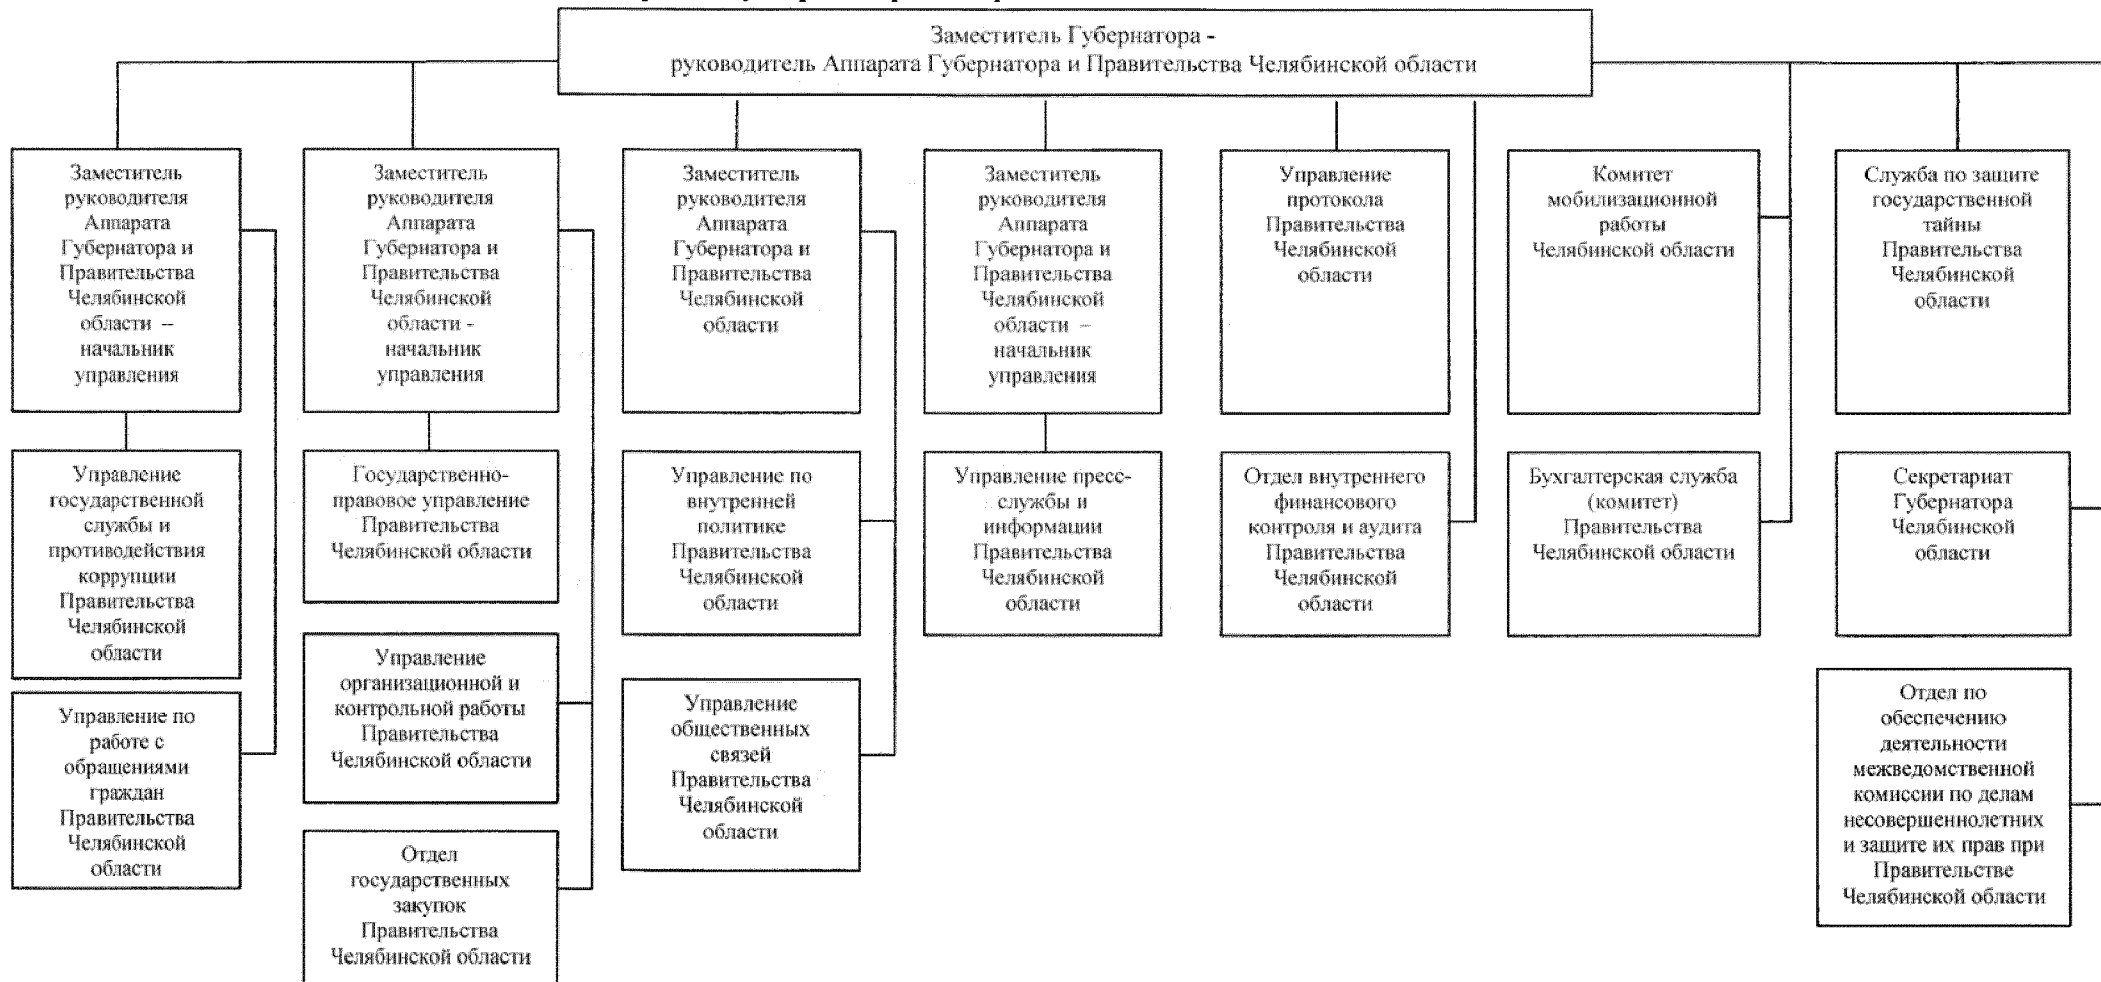 Заместитель Губернатора -
руководитель Аппарата Губернатора и Правительства Челябинской области
Заместитель
руководителя
Аппарата
Губернатора и
Правительства
Челябинской
области –
начальник
управления
Заместитель
руководителя
Аппарата
Губернатора и
Правительства
Челябинской
области -
начальник
управления
Заместитель
руководителя
Аппарата
Губернатора и
Правительства
Челябинской
области
Заместитель
руководителя
Аппарата
Губернатора и
Правительства
Челябинской
области –
начальник
управления
Управление
протокола
Правительства
Челябинской
области
Комитет
мобилизационной
работы
Челябинской области
Служба по защите
государственной
тайны
Правительства
Челябинской
области
Управление
государственной
службы и
противодействия
коррупции
Правительства
Челябинской
области
Государственно-
правовое управление
Правительства
Челябинской области
Управление по
внутренней
политике
Правительства
Челябинской
области
Управление пресс-
службы и
информации
Правительства
Челябинской
области
Отдел внутреннего
финансового
контроля и аудита
Правительства
Челябинской
области
Бухгалтерская служба
(комитет)
Правительства
Челябинской области
Секретариат
Губернатора
Челябинской
области
Управление по
работе с
обращениями
граждан
Правительства
Челябинской
области
Управление
организационной и
контрольной работы
Правительства
Челябинской области
Управление
общественных
связей
Правительства
Челябинской
области
Отдел по
обеспечению
деятельности
межведомственной
комиссии по делам
несовершеннолетних
и защите их прав при
Правительстве
Челябинской области
Отдел
государственных
закупок
Правительства
Челябинской области